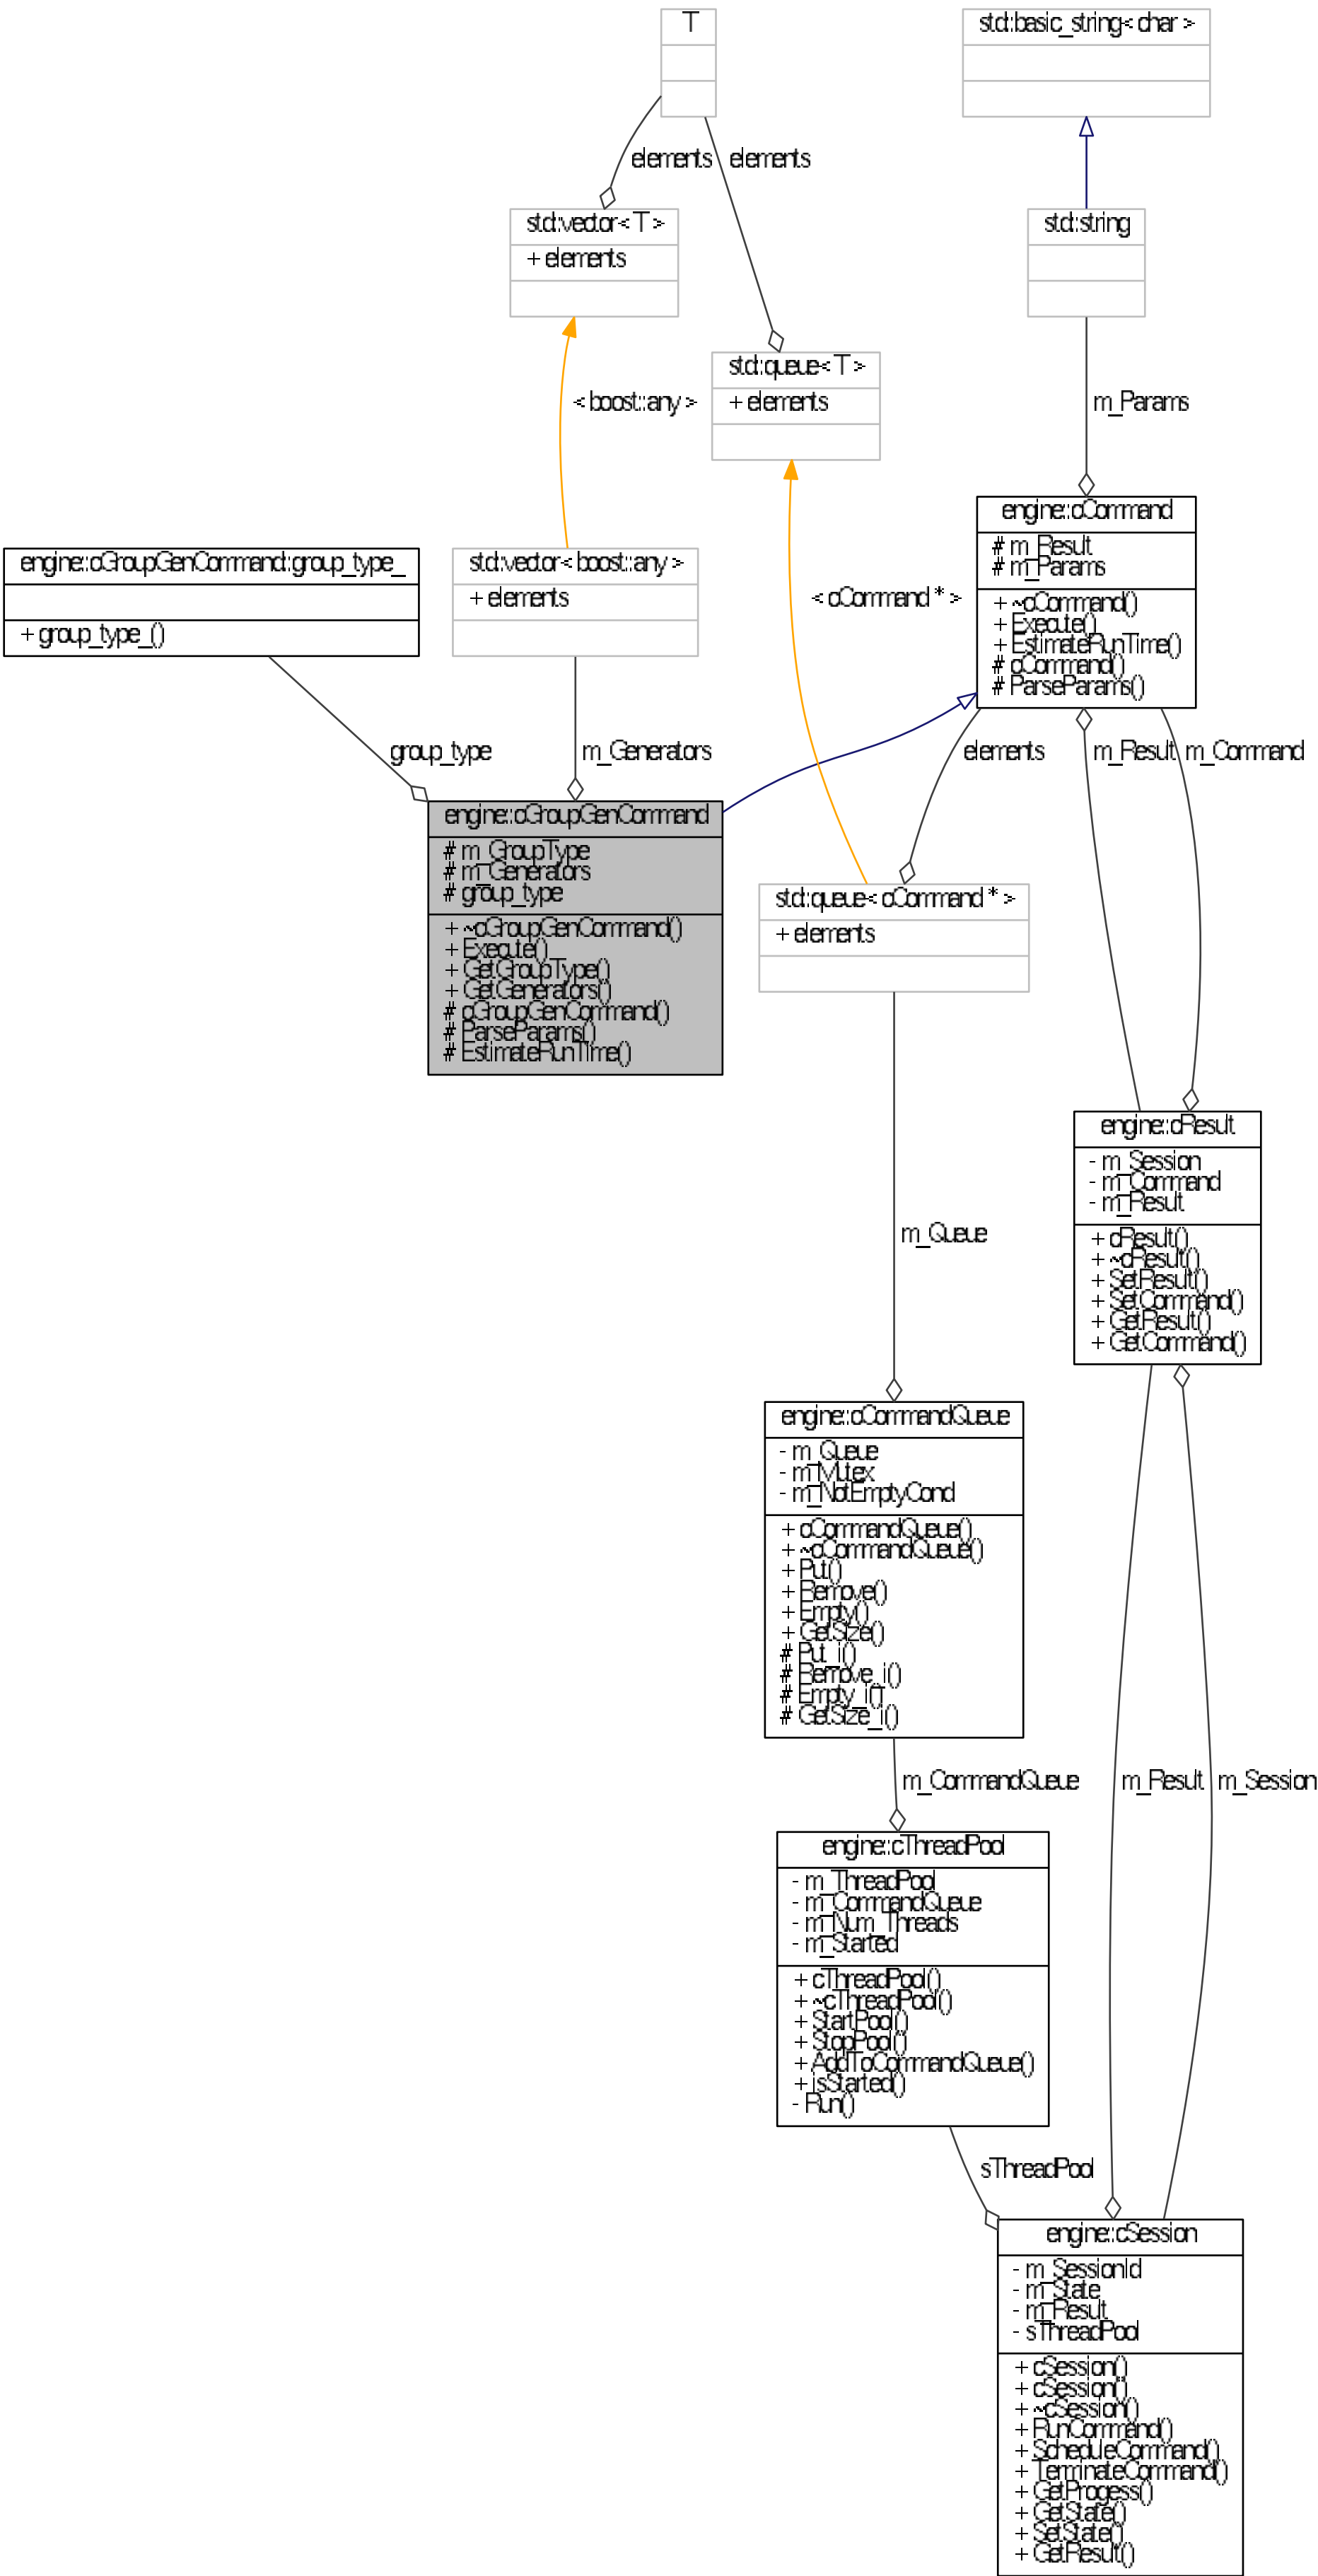 T
std::basic_string< char >
elements
elements
std::vector< T >
+ elements
std::string
std::queue< T >
+ elements
< boost::any >
m_Params
engine::cCommand
# m_Result
# m_Params
+ ~cCommand()
+ Execute()
+ EstimateRunTime()
# cCommand()
# ParseParams()
engine::cGroupGenCommand::group_type_
+ group_type_()
std::vector< boost::any >
+ elements
< cCommand * >
group_type
m_Generators
elements
m_Result
m_Command
engine::cGroupGenCommand
# m_GroupType
# m_Generators
# group_type
+ ~cGroupGenCommand()
+ Execute()
+ GetGroupType()
+ GetGenerators()
# cGroupGenCommand()
# ParseParams()
# EstimateRunTime()
std::queue< cCommand * >
+ elements
engine::cResult
- m_Session
- m_Command
- m_Result
+ cResult()
+ ~cResult()
+ SetResult()
+ SetCommand()
+ GetResult()
+ GetCommand()
m_Queue
engine::cCommandQueue
- m_Queue
- m_Mutex
- m_NotEmptyCond
+ cCommandQueue()
+ ~cCommandQueue()
+ Put()
+ Remove()
+ Empty()
+ GetSize()
# Put_i()
# Remove_i()
# Empty_i()
# GetSize_i()
m_CommandQueue
m_Result
m_Session
engine::cThreadPool
- m_ThreadPool
- m_CommandQueue
- m_Num_Threads
- m_Started
+ cThreadPool()
+ ~cThreadPool()
+ StartPool()
+ StopPool()
+ AddToCommandQueue()
+ isStarted()
- Run()
sThreadPool
engine::cSession
- m_SessionId
- m_State
- m_Result
- sThreadPool
+ cSession()
+ cSession()
+ ~cSession()
+ RunCommand()
+ ScheduleCommand()
+ TerminateCommand()
+ GetProgess()
+ GetState()
+ SetState()
+ GetResult()